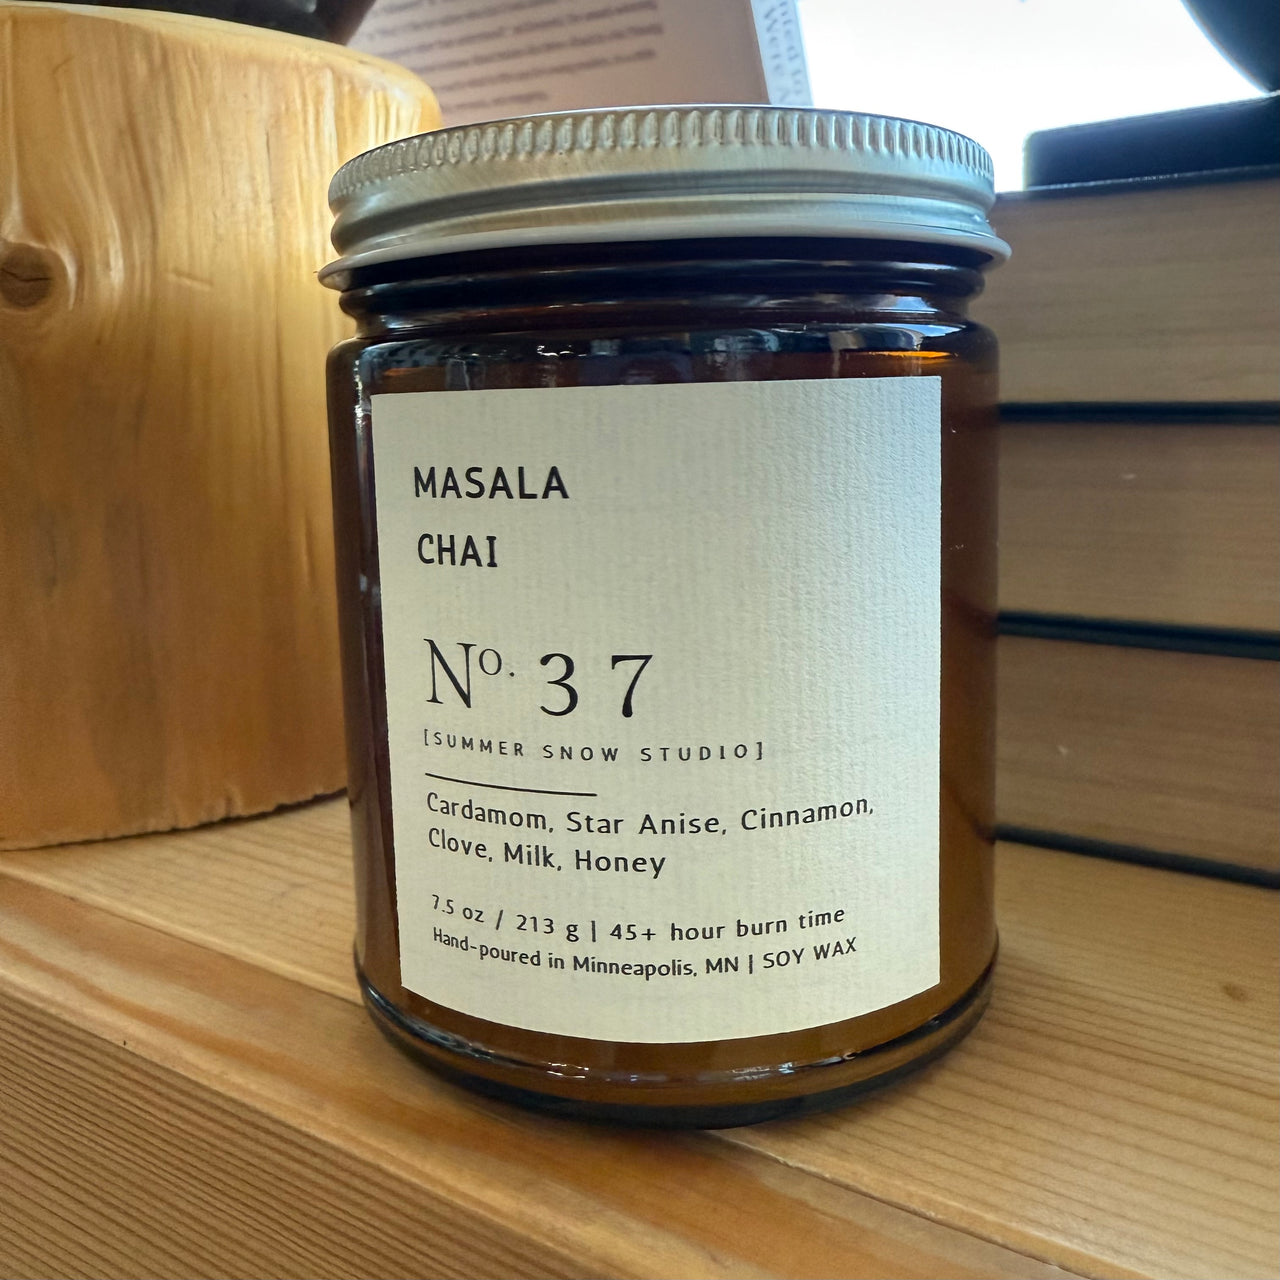 MASALA
CHAI
Nº. 37
[SUMMER SNOW STUDIO]
Cardamom, Star Anise, Cinnamon,
Clove, Milk, Honey
7.5 oz / 213 g | 45+ hour burn time
Hand-poured in Minneapolis, MN | SOY WAX